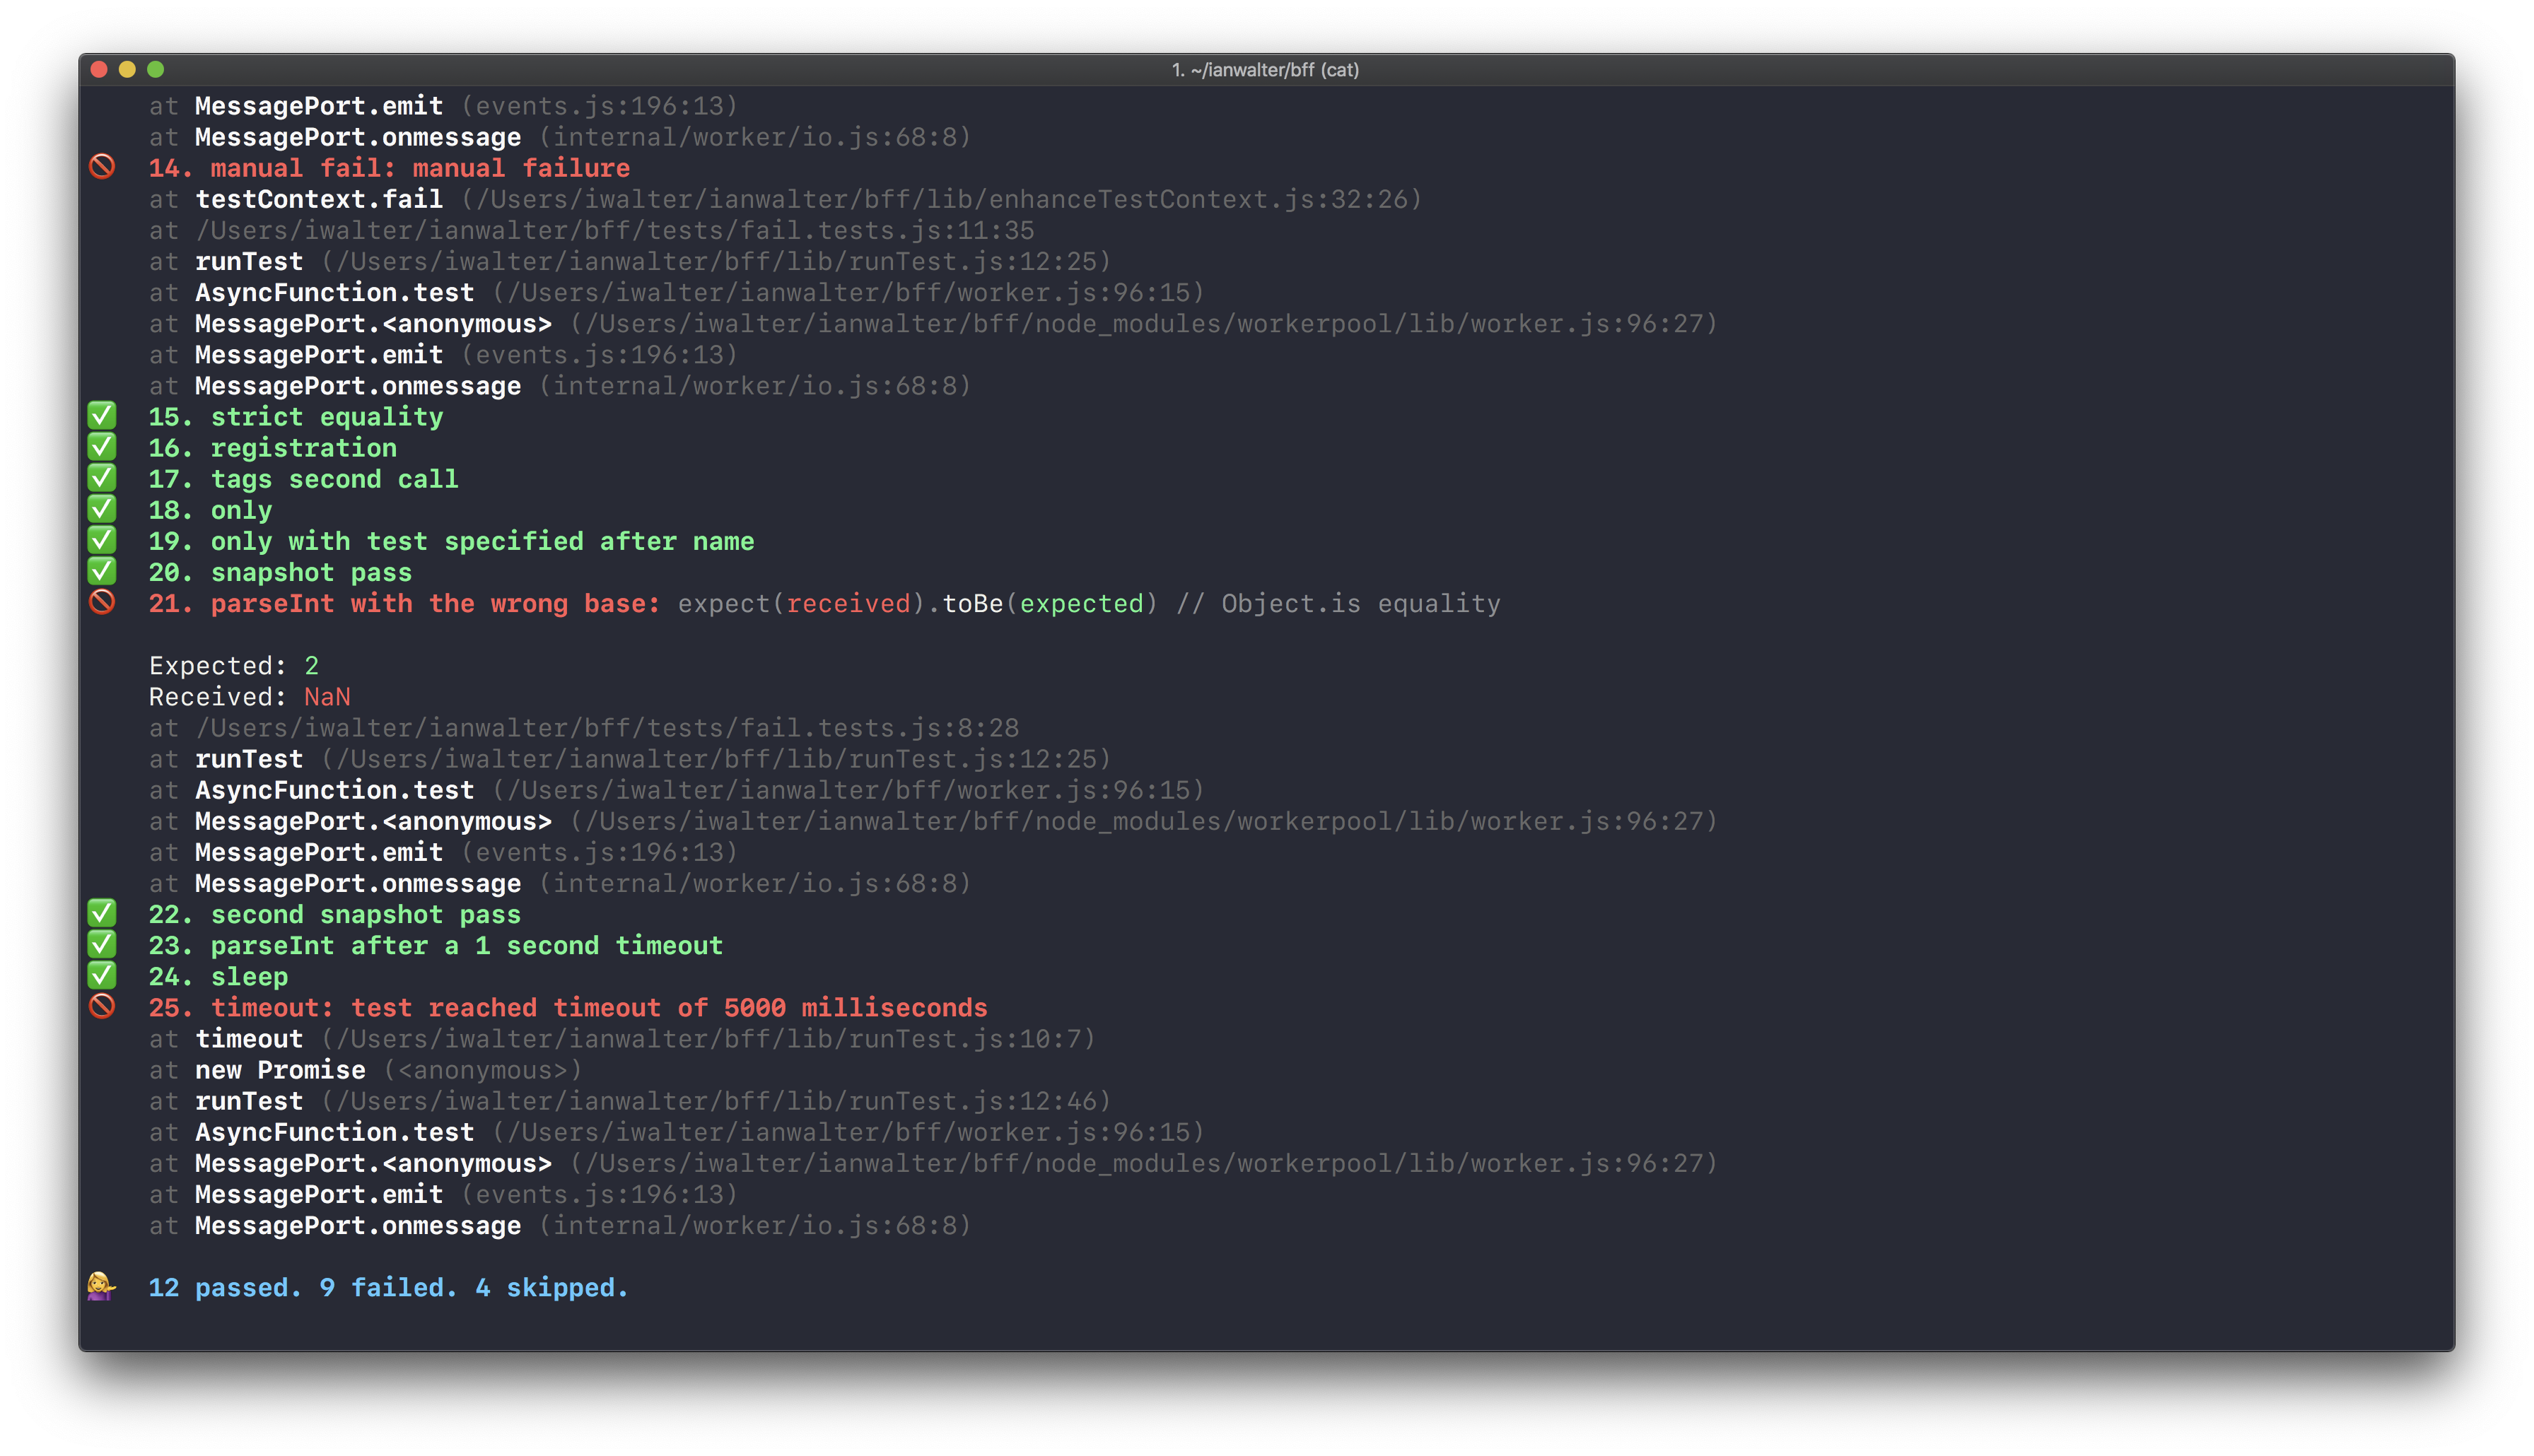 1. ~/ianwalter/bff (cat)
at MessagePort.emit (events.js:196:13)
at MessagePort.onmessage (internal/worker/io.js:68:8)
14. manual fail: manual failure
at testContext.fail (/Users/iwalter/ianwalter/bff/lib/enhanceTestContext.js:32:26)
at /Users/iwalter/ianwalter/bff/tests/fail.tests.js:11:35
at runTest (/Users/iwalter/ianwalter/bff/lib/runTest.js:12:25)
at AsyncFunction.test (/Users/iwalter/ianwalter/bff/worker.js:96:15)
at MessagePort.<anonymous> (/Users/iwalter/ianwalter/bff/node_modules/workerpool/lib/worker.js:96:27)
at MessagePort.emit (events.js:196:13)
at MessagePort.onmessage (internal/worker/io.js:68:8)
15. strict equality
16. registration
17. tags second call
18. only
19. only with test specified after name
20. snapshot pass
21. parseInt with the wrong base: expect(received).toBe(expected) // Object.is equality
Expected: 2
Received: NaN
at /Users/iwalter/ianwalter/bff/tests/fail.tests.js:8:28
at runTest (/Users/iwalter/ianwalter/bff/lib/runTest.js:12:25)
at AsyncFunction.test (/Users/iwalter/ianwalter/bff/worker.js:96:15)
at MessagePort.<anonymous> (/Users/iwalter/ianwalter/bff/node_modules/workerpool/lib/worker.js:96:27)
at MessagePort.emit (events.js:196:13)
at MessagePort.onmessage (internal/worker/io.js:68:8)
22. second snapshot pass
23. parseInt after a 1 second timeout
24. sleep
25. timeout: test reached timeout of 5000 milliseconds
at timeout (/Users/iwalter/ianwalter/bff/lib/runTest.js:10:7)
at new Promise (<anonymous>)
at runTest (/Users/iwalter/ianwalter/bff/lib/runTest.js:12:46)
at AsyncFunction.test (/Users/iwalter/ianwalter/bff/worker.js:96:15)
at MessagePort.<anonymous> (/Users/iwalter/ianwalter/bff/node_modules/workerpool/lib/worker.js:96:27)
at MessagePort.emit (events.js:196:13)
at MessagePort.onmessage (internal/worker/io.js:68:8)
12 passed. 9 failed. 4 skipped.